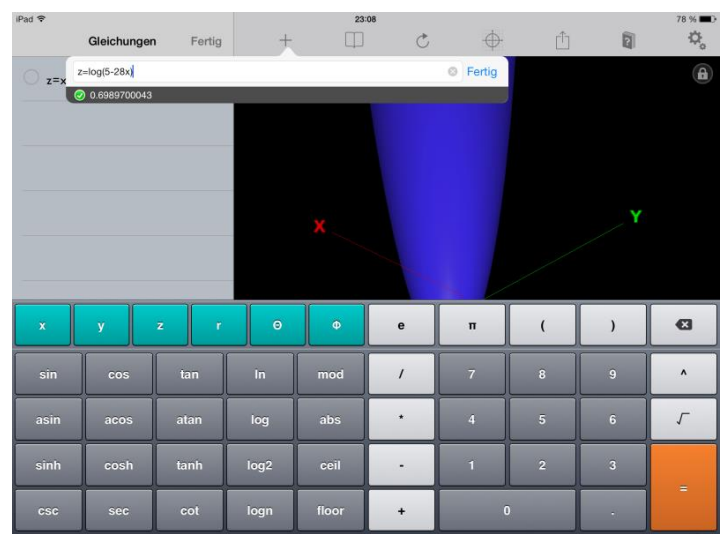 iPad 23:08 78 %
Gleichungen Fertig
z=x
z=log(5-28x) Fertig
0.6989700043
X
Y
x y z r Θ Φ e π ( )
sin cos tan ln mod / 7 8 9 ^
asin acos atan log abs * 4 5 6 √
sinh cosh tanh log2 ceil - 1 2 3 =
csc sec cot logn floor + 0 .